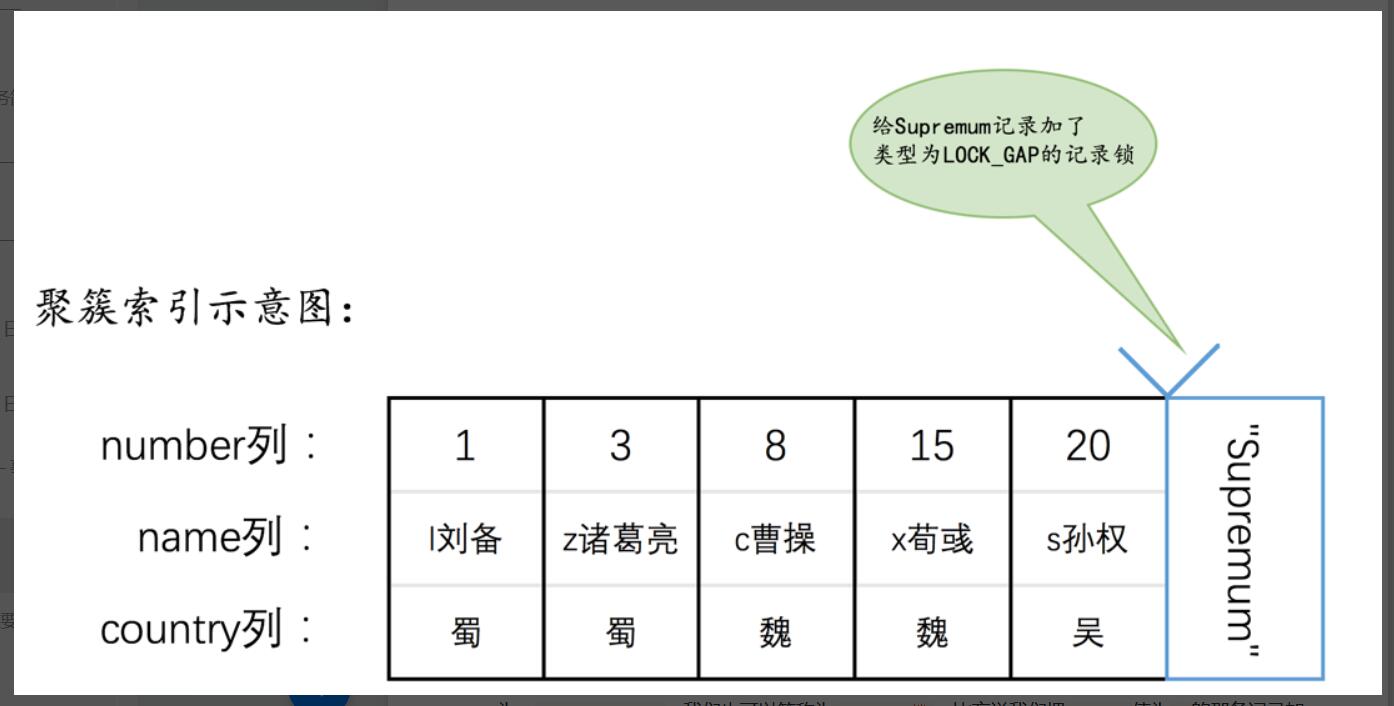 给Supremum记录加了
类型为LOCK_GAP的记录锁
聚簇索引示意图：
number列： 1 3 8 15 20
name列： l刘备 z诸葛亮 c曹操 x荀彧 s孙权
country列： 蜀 蜀 魏 魏 吴
"Supremum"